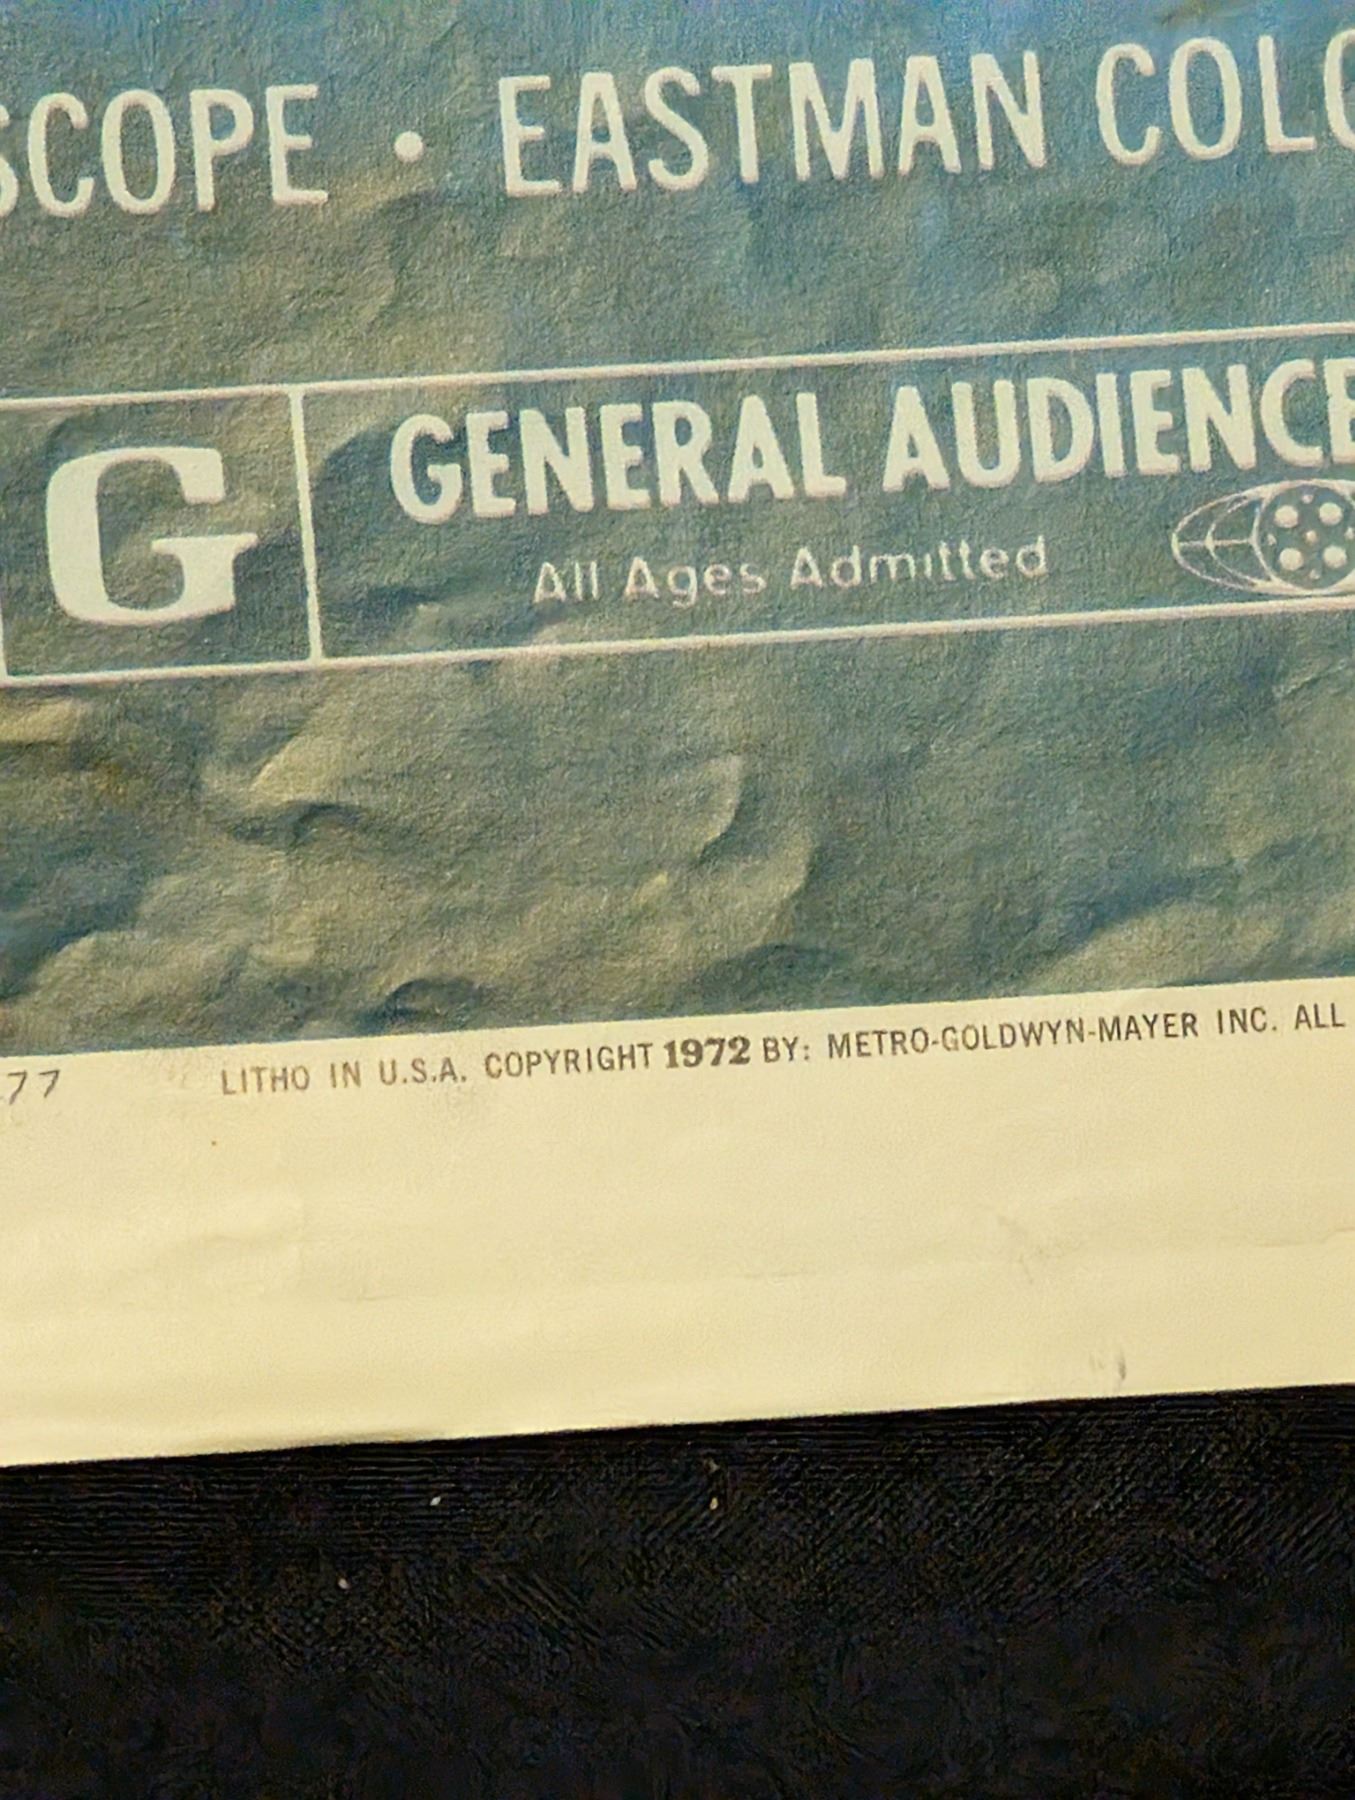 SCOPE • EASTMAN COLO
G
GENERAL AUDIENCE
All Ages Admitted
77 LITHO IN U.S.A. COPYRIGHT 1972 BY: METRO-GOLDWYN-MAYER INC. ALL